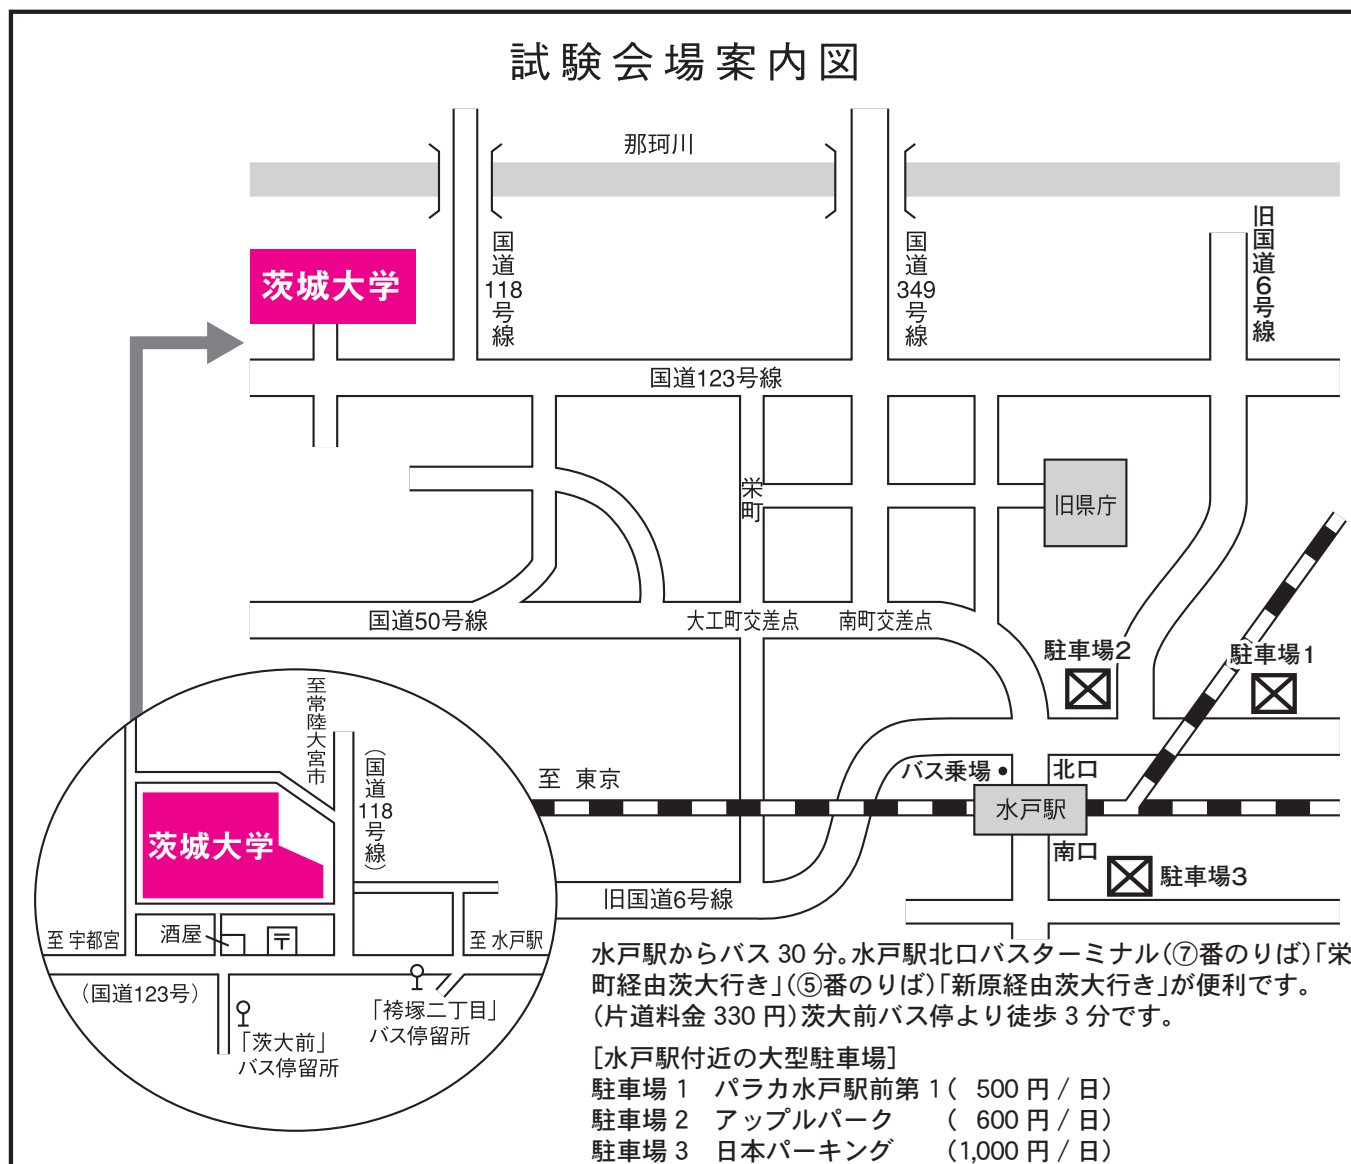 試験会場案内図
那珂川
国道118号線
国道349号線
旧国道6号線
茨城大学
国道123号線
栄町
旧県庁
国道50号線
大工町交差点
南町交差点
駐車場2
駐車場1
至常陸大宮市
(国道118号線)
至 東京
バス乗場
北口
水戸駅
南口
駐車場3
茨城大学
旧国道6号線
至 宇都宮
酒屋
〒
至 水戸駅
(国道123号)
「茨大前」
バス停留所
「袴塚二丁目」
バス停留所
水戸駅からバス 30 分。水戸駅北口バスターミナル(⑦番のりば)「栄
町経由茨大行き」(⑤番のりば)「新原経由茨大行き」が便利です。
(片道料金 330 円)茨大前バス停より徒歩 3 分です。
[水戸駅付近の大型駐車場]
駐車場 1 パラカ水戸駅前第 1 ( 500 円 / 日)
駐車場 2 アップルパーク ( 600 円 / 日)
駐車場 3 日本パーキング (1,000 円 / 日)